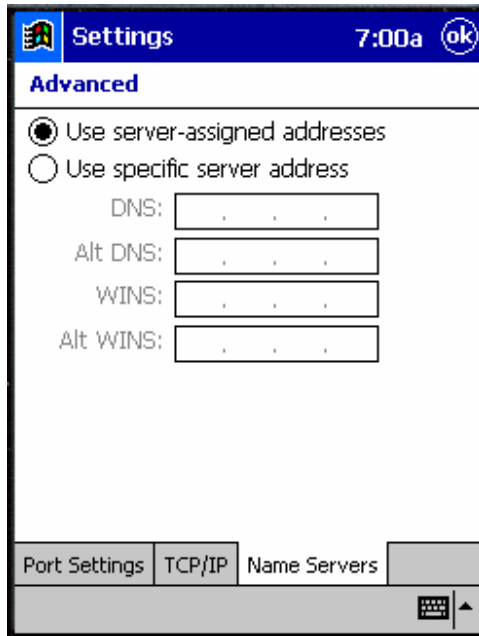 Settings 7:00a ok
Advanced
Use server-assigned addresses
Use specific server address
DNS: . . .
Alt DNS: . . .
WINS: . . .
Alt WINS: . . .
Port Settings TCP/IP Name Servers